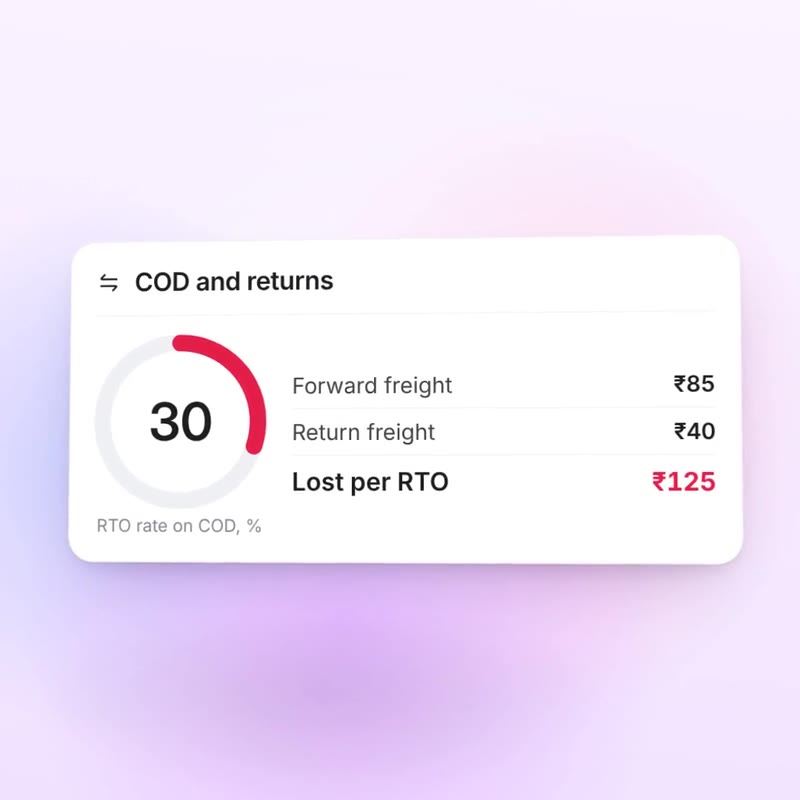 COD and returns
30
RTO rate on COD, %
Forward freight ₹85
Return freight ₹40
Lost per RTO ₹125